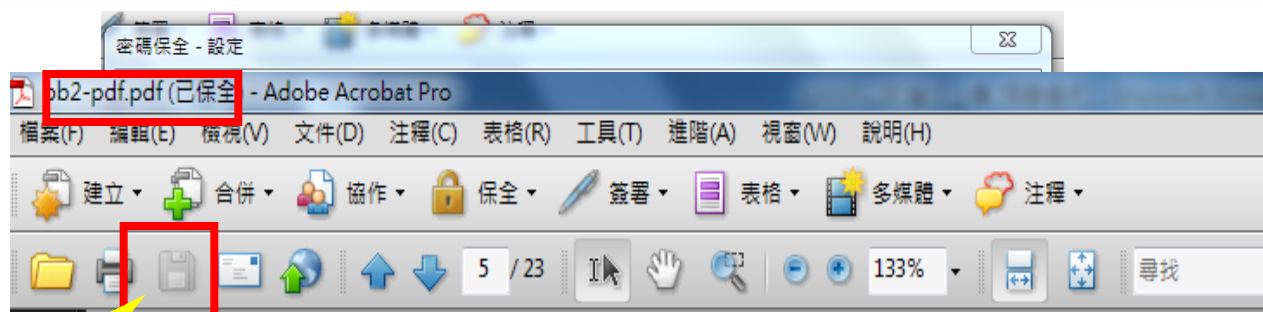 密碼保全 - 設定
bb2-pdf.pdf (已保全) - Adobe Acrobat Pro
檔案(F) 編輯(E) 檢視(V) 文件(D) 注釋(C) 表格(R) 工具(T) 進階(A) 視窗(W) 說明(H)
建立 合併 協作 保全 簽署 表格 多媒體 注釋
5 / 23 133% 尋找